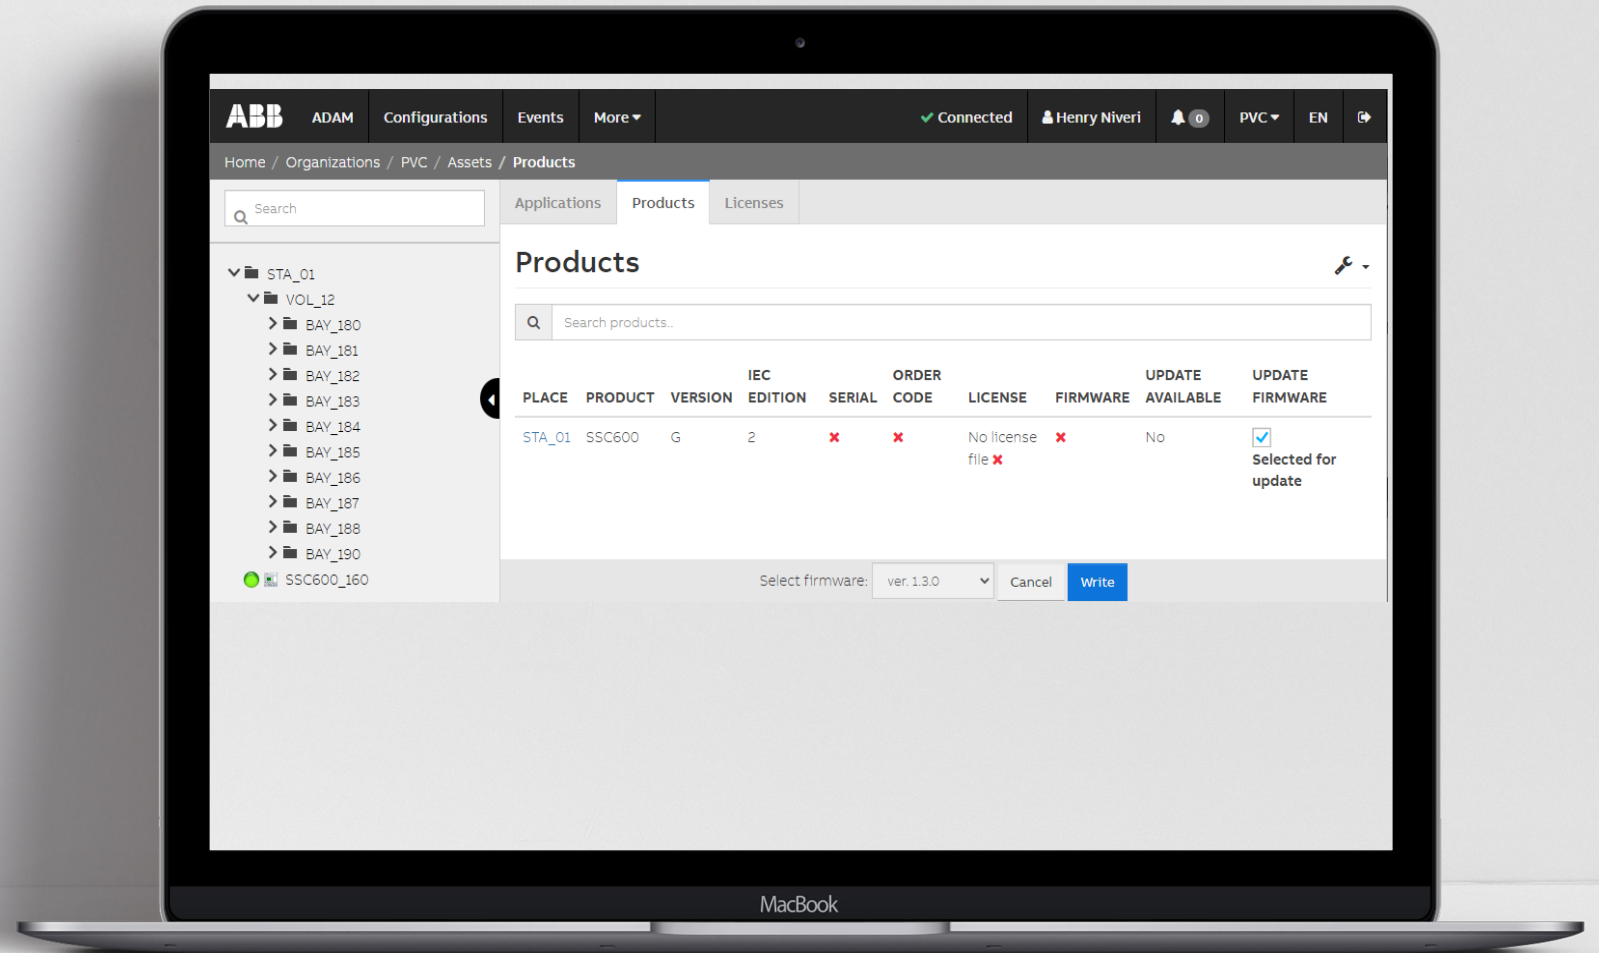 ABB ADAM Configurations Events More Connected Henry Niveri 0 PVC EN
Home / Organizations / PVC / Assets / Products
Search
Applications Products Licenses
STA_01
VOL_12
BAY_180
BAY_181
BAY_182
BAY_183
BAY_184
BAY_185
BAY_186
BAY_187
BAY_188
BAY_190
SSC600_160
Products
Search products..
PLACE PRODUCT VERSION IEC EDITION SERIAL ORDER CODE LICENSE FIRMWARE UPDATE AVAILABLE UPDATE FIRMWARE
STA_01 SSC600 G 2 No license file No Selected for update
Select firmware: ver. 1.3.0 Cancel Write
MacBook